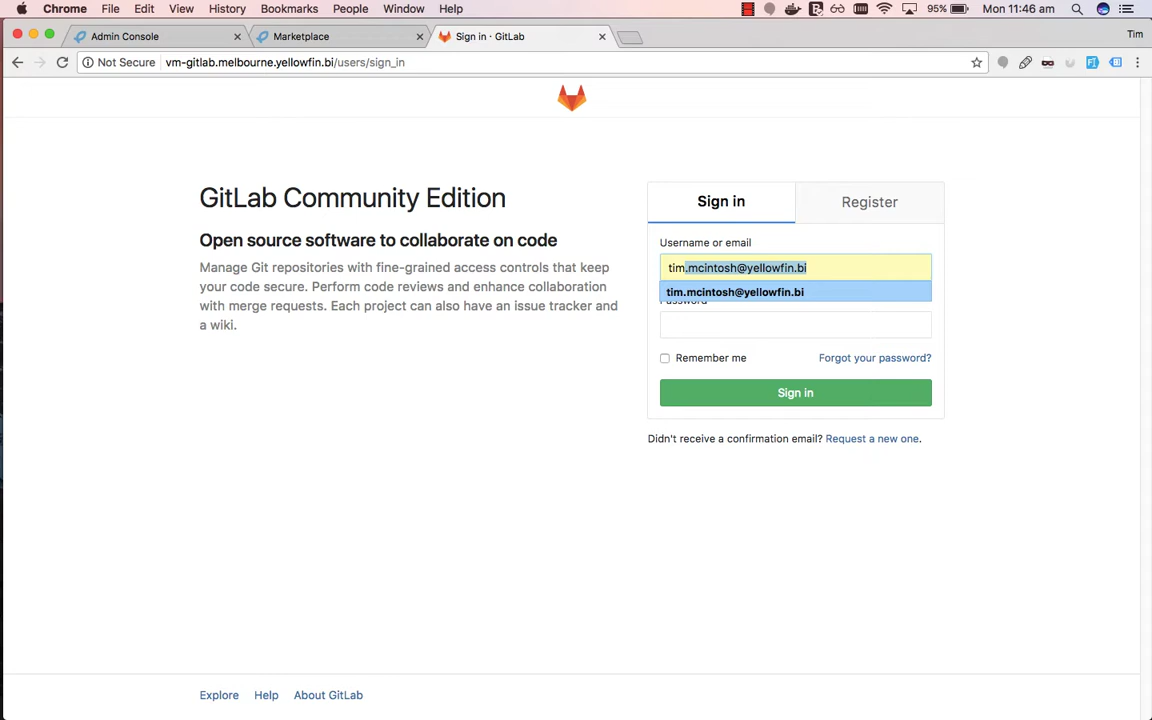 Chrome File Edit View History Bookmarks People Window Help 95% Mon 11:46 am
Admin Console Marketplace Sign in · GitLab Tim
Not Secure vm-gitlab.melbourne.yellowfin.bi/users/sign_in
GitLab Community Edition
Open source software to collaborate on code
Manage Git repositories with fine-grained access controls that keep
your code secure. Perform code reviews and enhance collaboration
with merge requests. Each project can also have an issue tracker and
a wiki.
Sign in Register
Username or email
tim.mcintosh@yellowfin.bi
tim.mcintosh@yellowfin.bi
Password
Remember me Forgot your password?
Sign in
Didn't receive a confirmation email? Request a new one.
Explore Help About GitLab